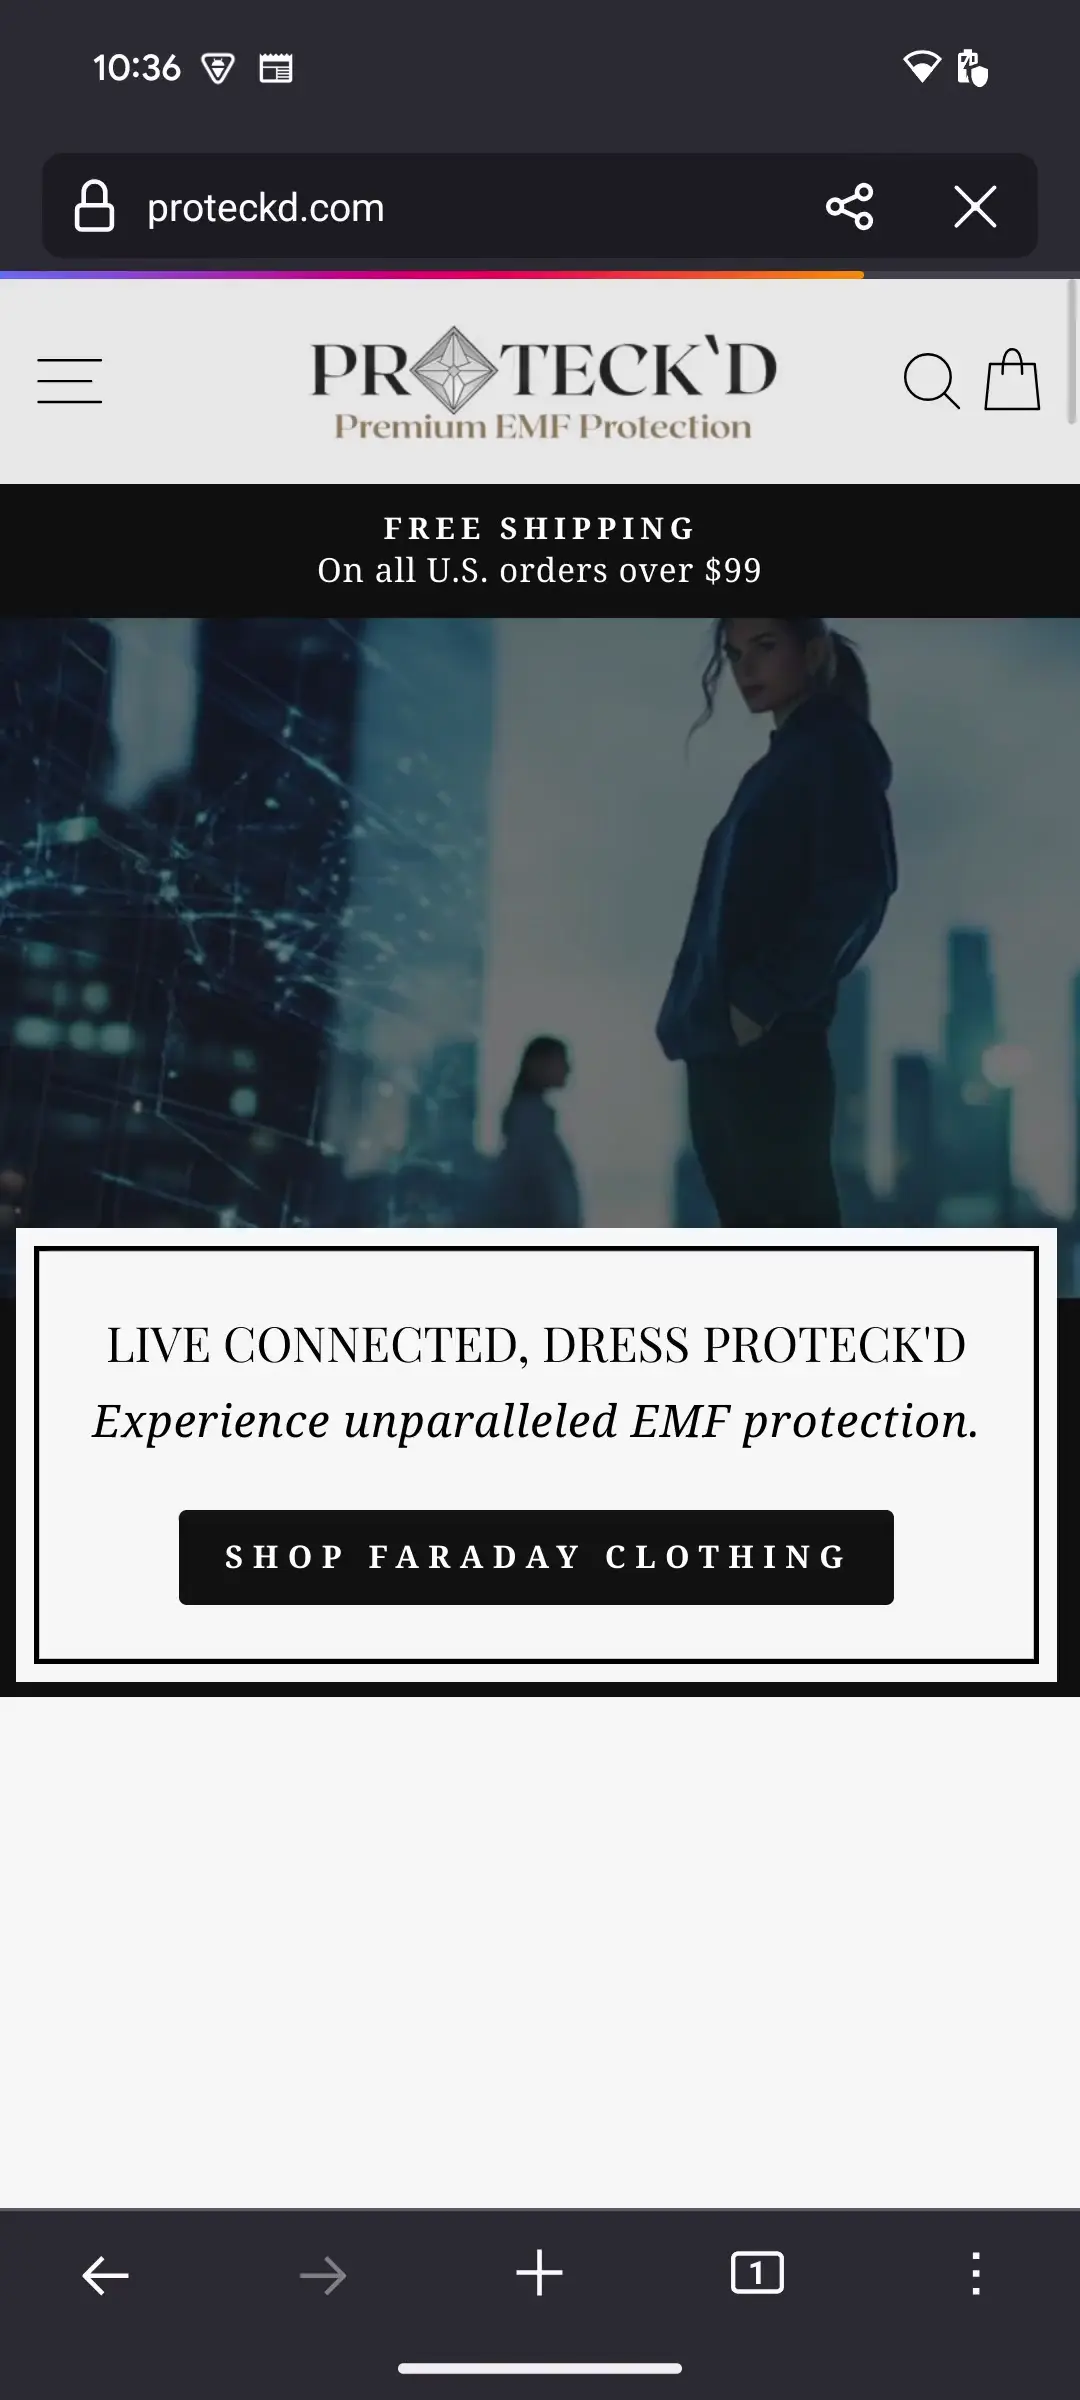 10:36
proteckd.com
PROTECK'D
Premium EMF Protection
FREE SHIPPING
On all U.S. orders over $99
LIVE CONNECTED, DRESS PROTECK'D
Experience unparalleled EMF protection.
SHOP FARADAY CLOTHING
1